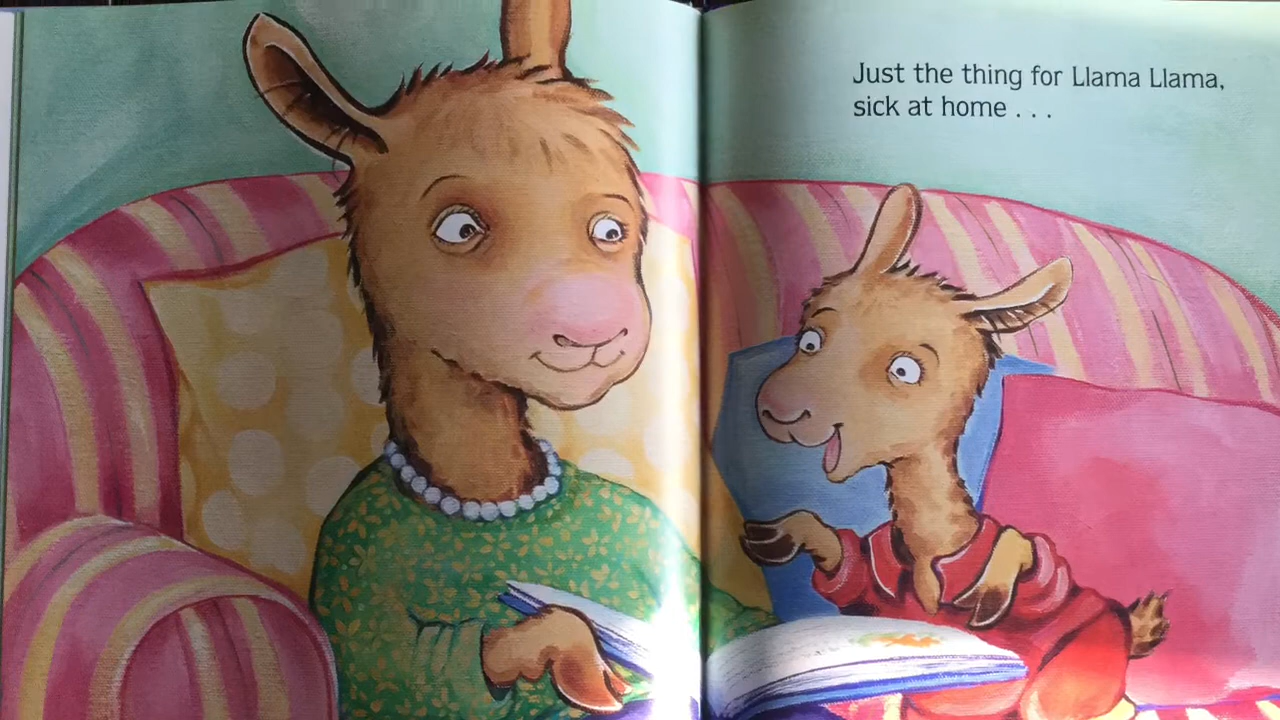 Just the thing for Llama Llama,
sick at home . . .